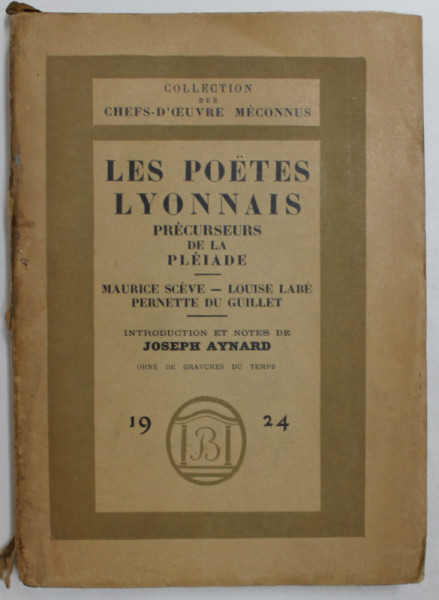 COLLECTION
DES
CHEFS-D'ŒUVRE MÉCONNUS
LES POËTES
LYONNAIS
PRÉCURSEURS
DE LA
PLÉIADE
MAURICE SCÈVE — LOUISE LABÉ
PERNETTE DU GUILLET
INTRODUCTION ET NOTES DE
JOSEPH AYNARD
ORNÉ DE GRAVURES DU TEMPS
19 24
B